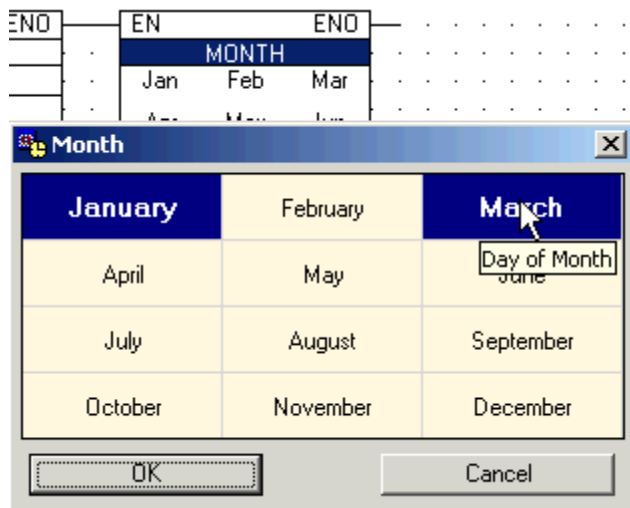 ENO EN ENO
MONTH
Jan Feb Mar
Month
January February March
Day of Month
April May June
July August September
October November December
OK Cancel